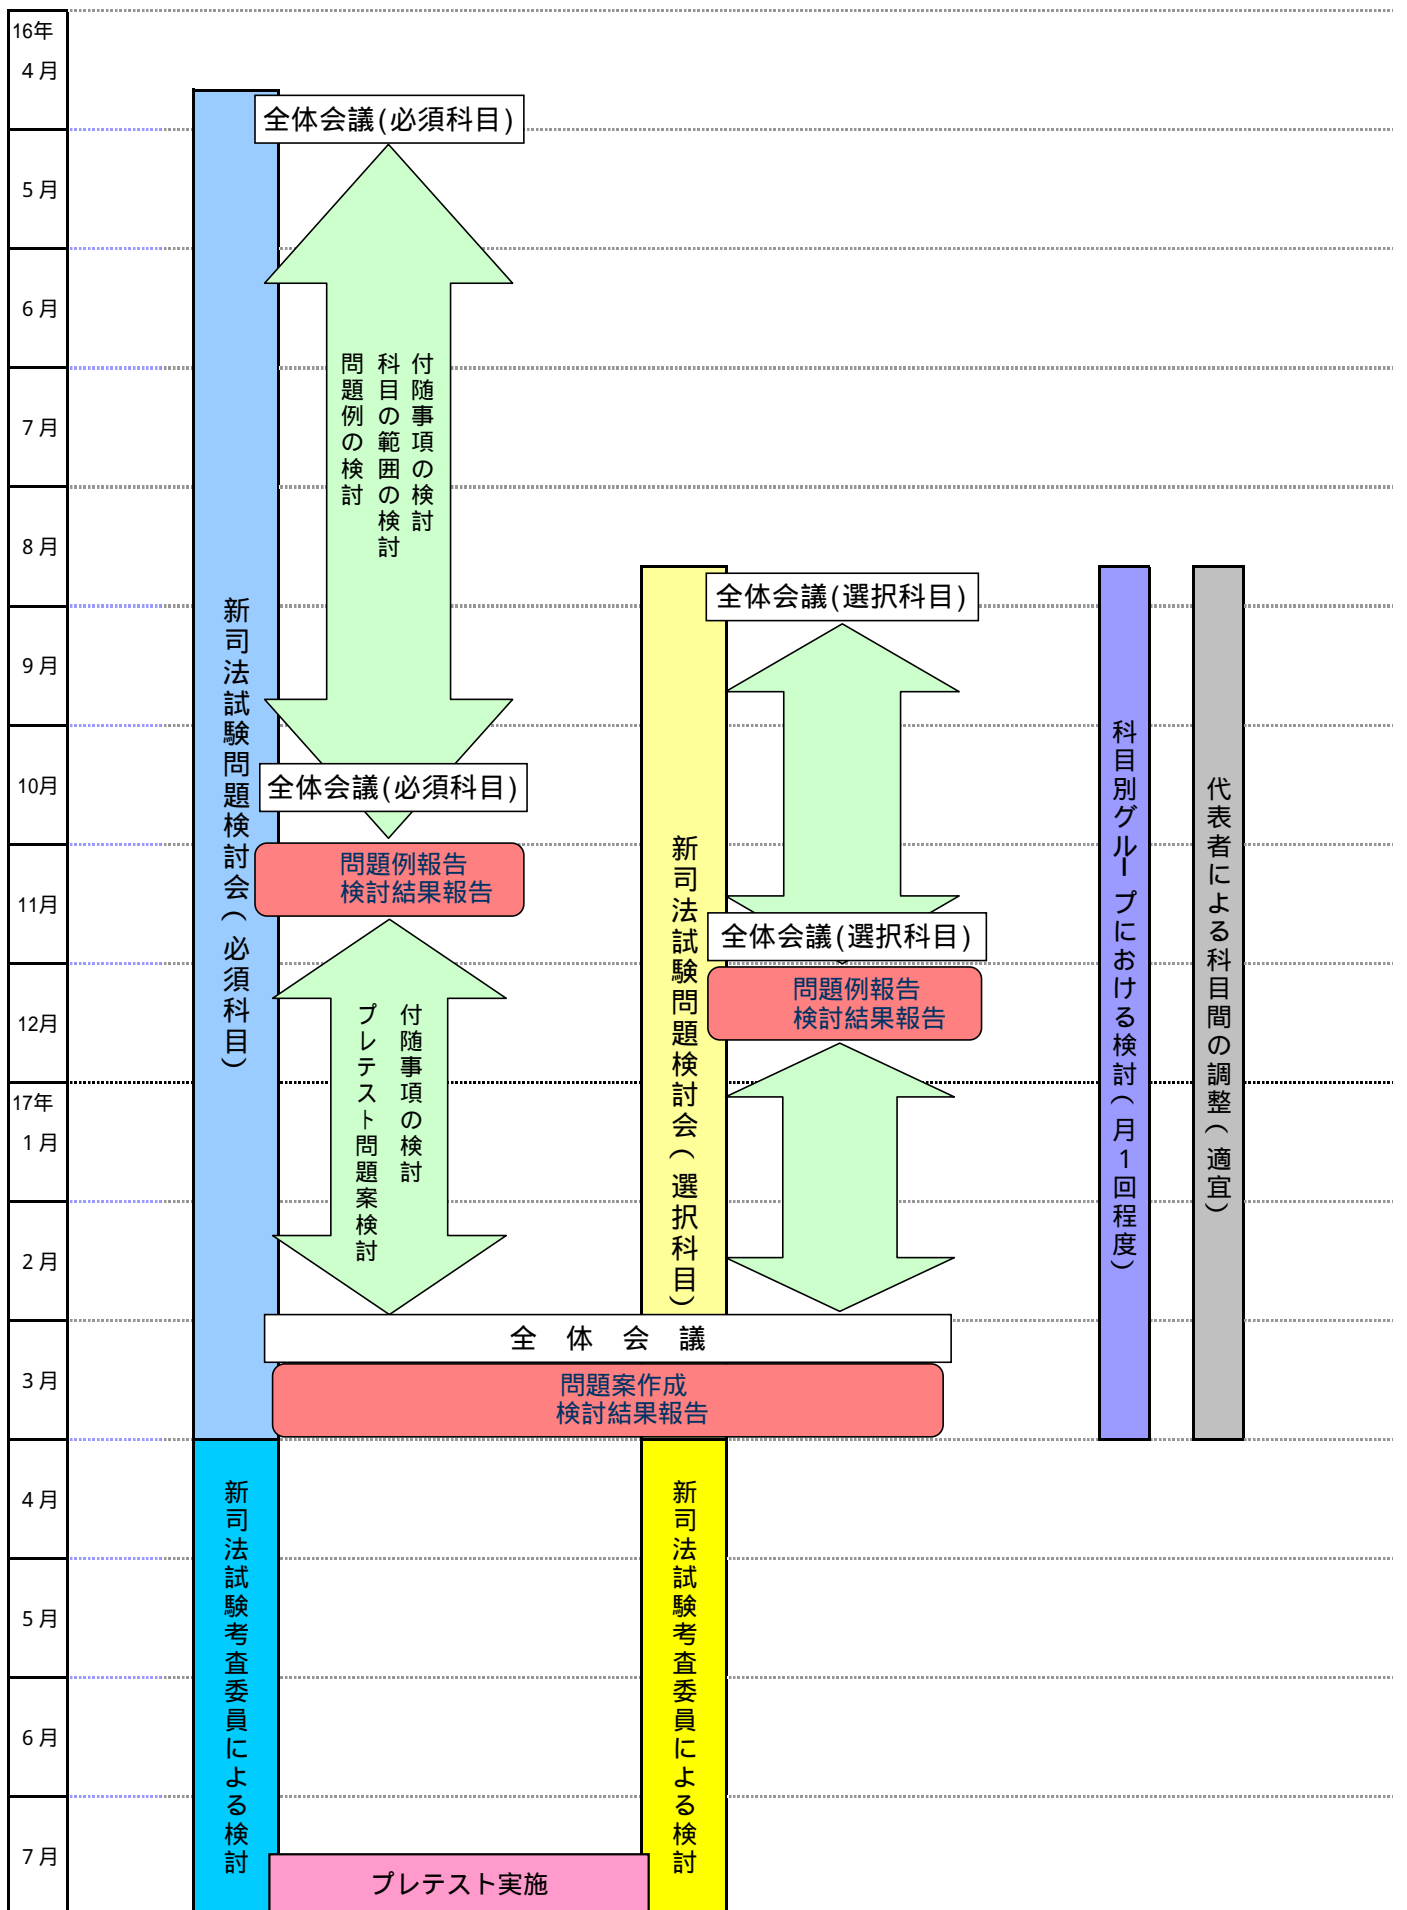 16年
4月
5月
6月
7月
8月
9月
10月
11月
12月
17年
1月
2月
3月
4月
5月
6月
7月
新司法試験問題検討会(必須科目)
全体会議(必須科目)
付随事項の検討
科目の範囲の検討
問題例の検討
全体会議(必須科目)
問題例報告
検討結果報告
付随事項の検討
プレテスト問題案検討
新司法試験問題検討会(選択科目)
全体会議(選択科目)
全体会議(選択科目)
問題例報告
検討結果報告
科目別グループにおける検討(月1回程度)
代表者による科目間の調整(適宜)
全体会議
問題案作成
検討結果報告
新司法試験考査委員による検討
新司法試験考査委員による検討
プレテスト実施